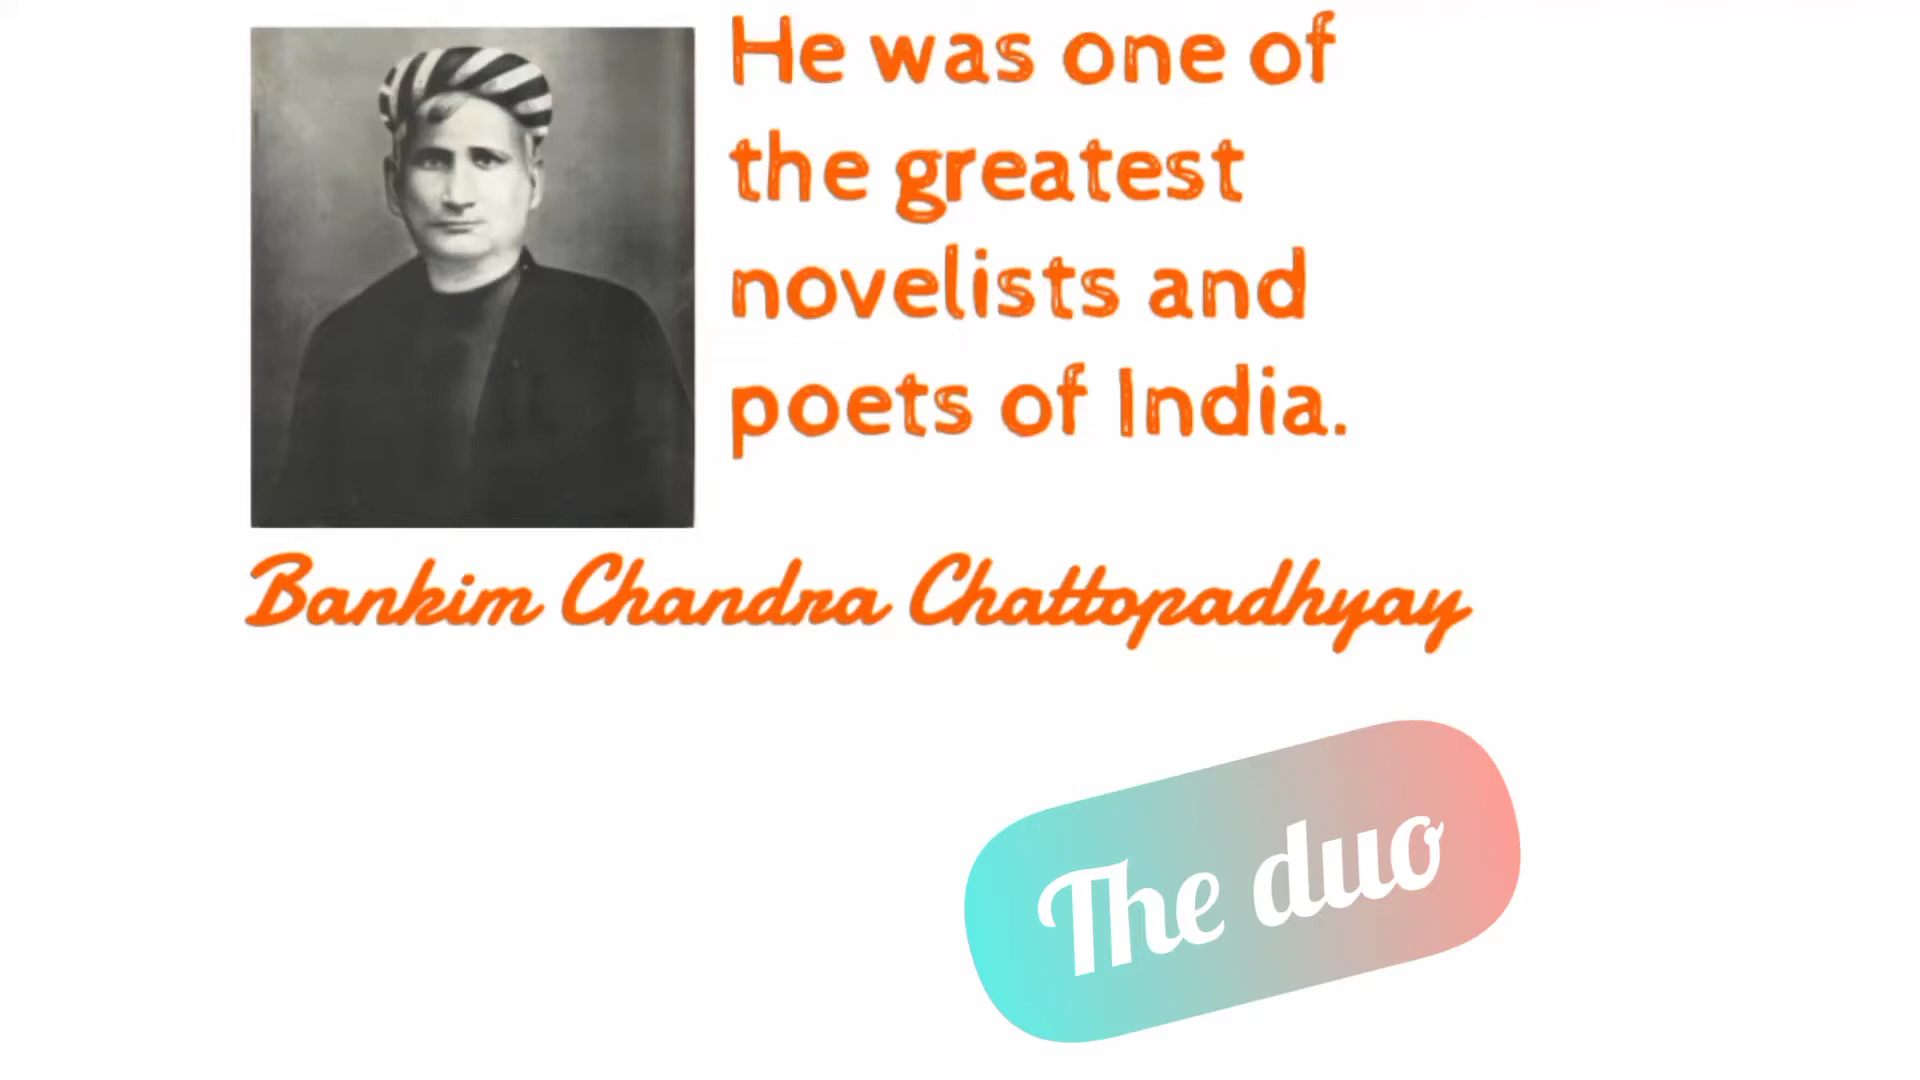 He was one of
the greatest
novelists and
poets of India.
Bankim Chandra Chattopadhyay
The duo